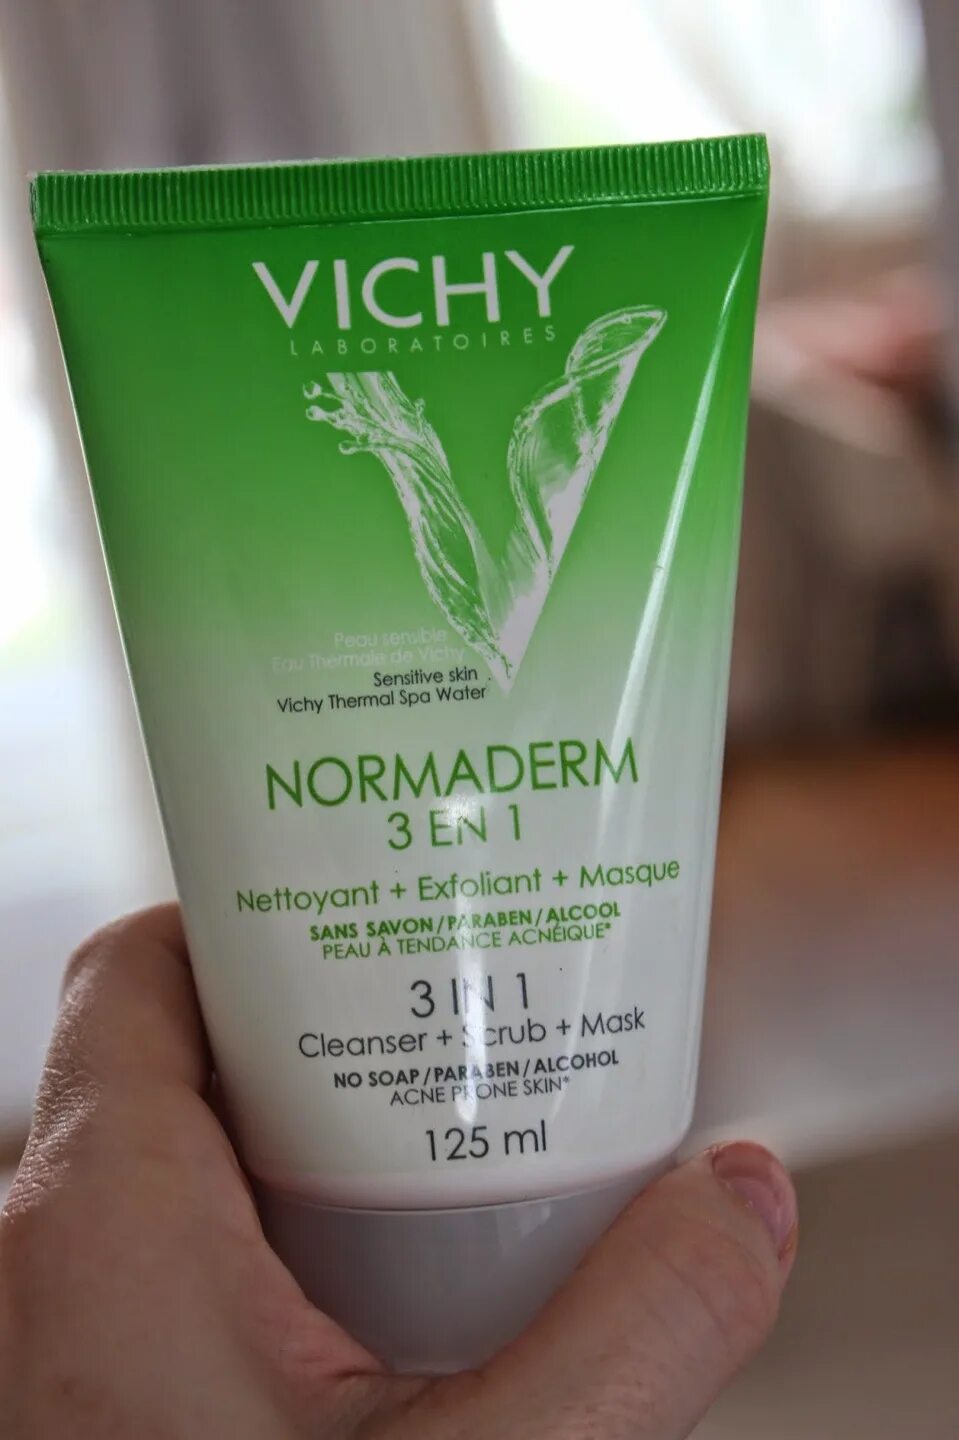 VICHY
LABORATOIRES
Peau sensible
Eau Thermale de Vichy
Sensitive skin
Vichy Thermal Spa Water
NORMADERM
3 EN 1
Nettoyant + Exfoliant + Masque
SANS SAVON/PARABEN/ALCOOL
PEAU À TENDANCE ACNÉIQUE*
3 IN 1
Cleanser + Scrub + Mask
NO SOAP/PARABEN/ALCOHOL
ACNE PRONE SKIN*
125 ml